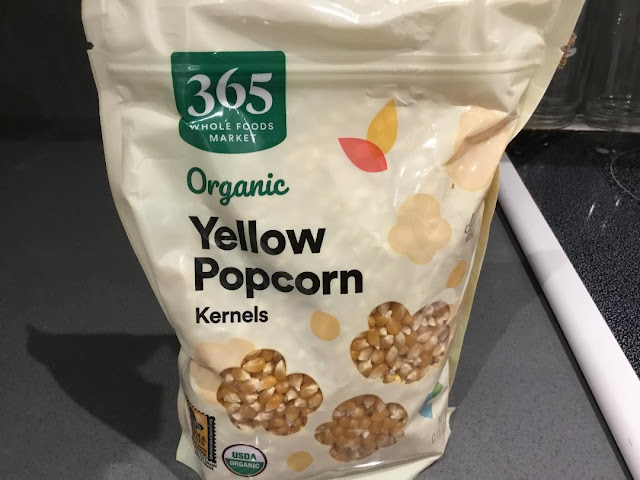 365
WHOLE FOODS
MARKET
Organic
Yellow
Popcorn
Kernels
USDA
ORGANIC